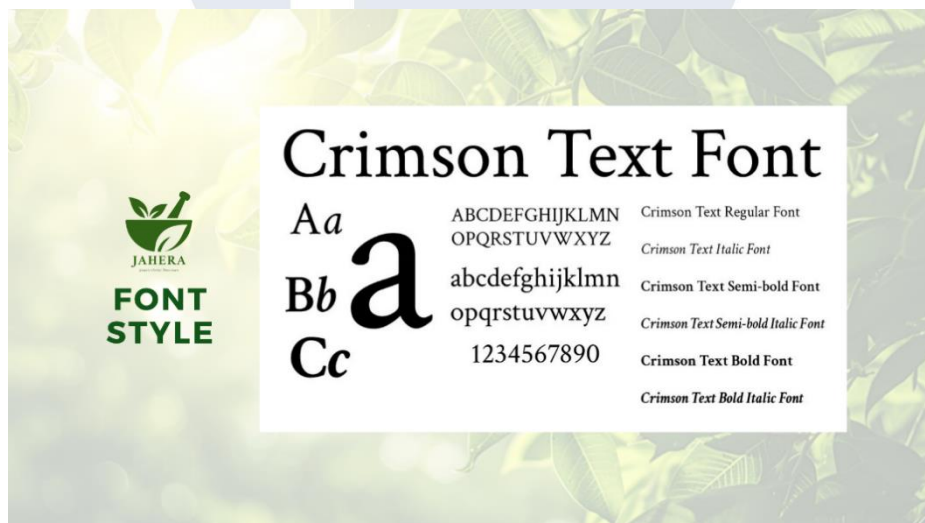 JAHERA
FONT
STYLE
Crimson Text Font
Aa
Bb
Cc
a
ABCDEFGHIJKLMN
OPQRSTUVWXYZ
abcdefghijklmn
opqrstuvwxyz
1234567890
Crimson Text Regular Font
Crimson Text Italic Font
Crimson Text Semi-bold Font
Crimson Text Semi-bold Italic Font
Crimson Text Bold Font
Crimson Text Bold Italic Font